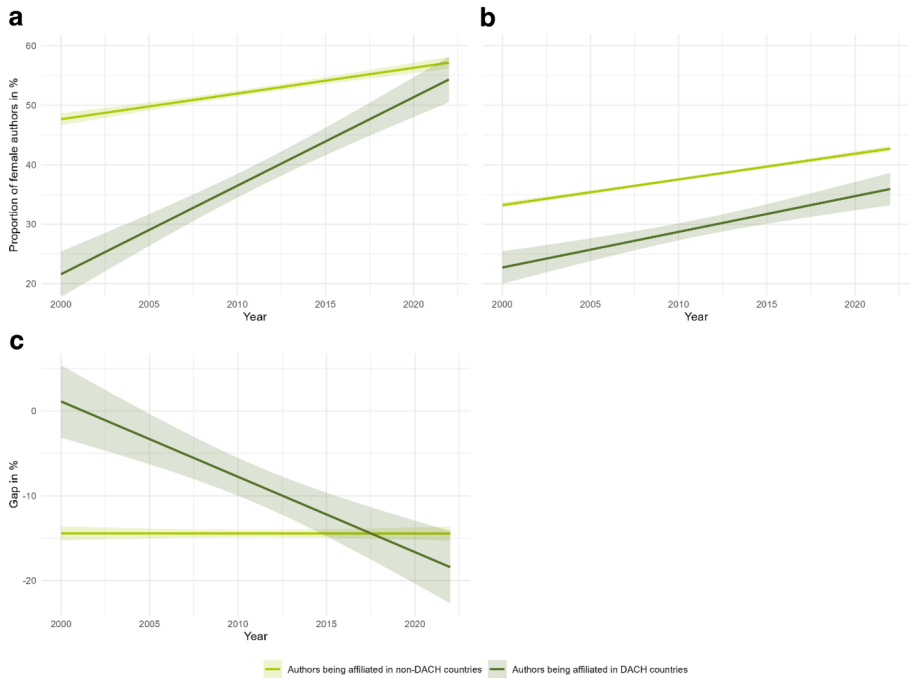 a
b
Proportion of female authors in %
60
50
40
30
20
2000 2005 2010 2015 2020
Year
2000 2005 2010 2015 2020
Year
c
Gap in %
0
-10
-20
2000 2005 2010 2015 2020
Year
Authors being affiliated in non-DACH countries
Authors being affiliated in DACH countries